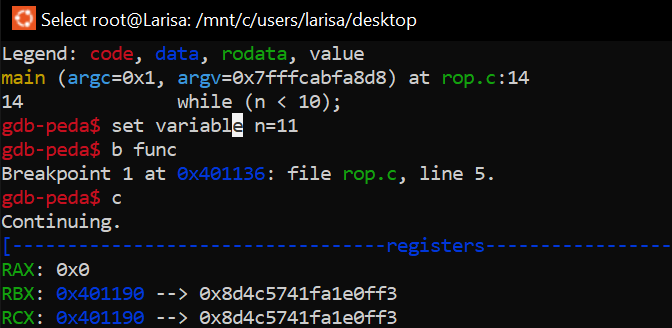 Select root@Larisa: /mnt/c/users/larisa/desktop
Legend: code, data, rodata, value
main (argc=0x1, argv=0x7fffcabfa8d8) at rop.c:14
14              while (n < 10);
gdb-peda$ set variable n=11
gdb-peda$ b func
Breakpoint 1 at 0x401136: file rop.c, line 5.
gdb-peda$ c
Continuing.
[----------------------------------registers-----------------
RAX: 0x0
RBX: 0x401190 --> 0x8d4c5741fa1e0ff3
RCX: 0x401190 --> 0x8d4c5741fa1e0ff3